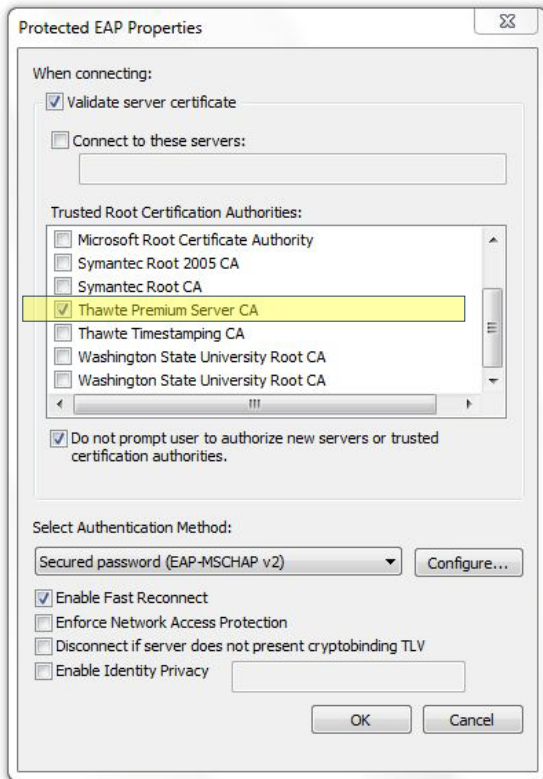 Protected EAP Properties
When connecting:
Validate server certificate
Connect to these servers:
Trusted Root Certification Authorities:
Microsoft Root Certificate Authority
Symantec Root 2005 CA
Symantec Root CA
Thawte Premium Server CA
Thawte Timestamping CA
Washington State University Root CA
Washington State University Root CA
Do not prompt user to authorize new servers or trusted
certification authorities.
Select Authentication Method:
Secured password (EAP-MSCHAP v2)
Configure...
Enable Fast Reconnect
Enforce Network Access Protection
Disconnect if server does not present cryptobinding TLV
Enable Identity Privacy
OK
Cancel